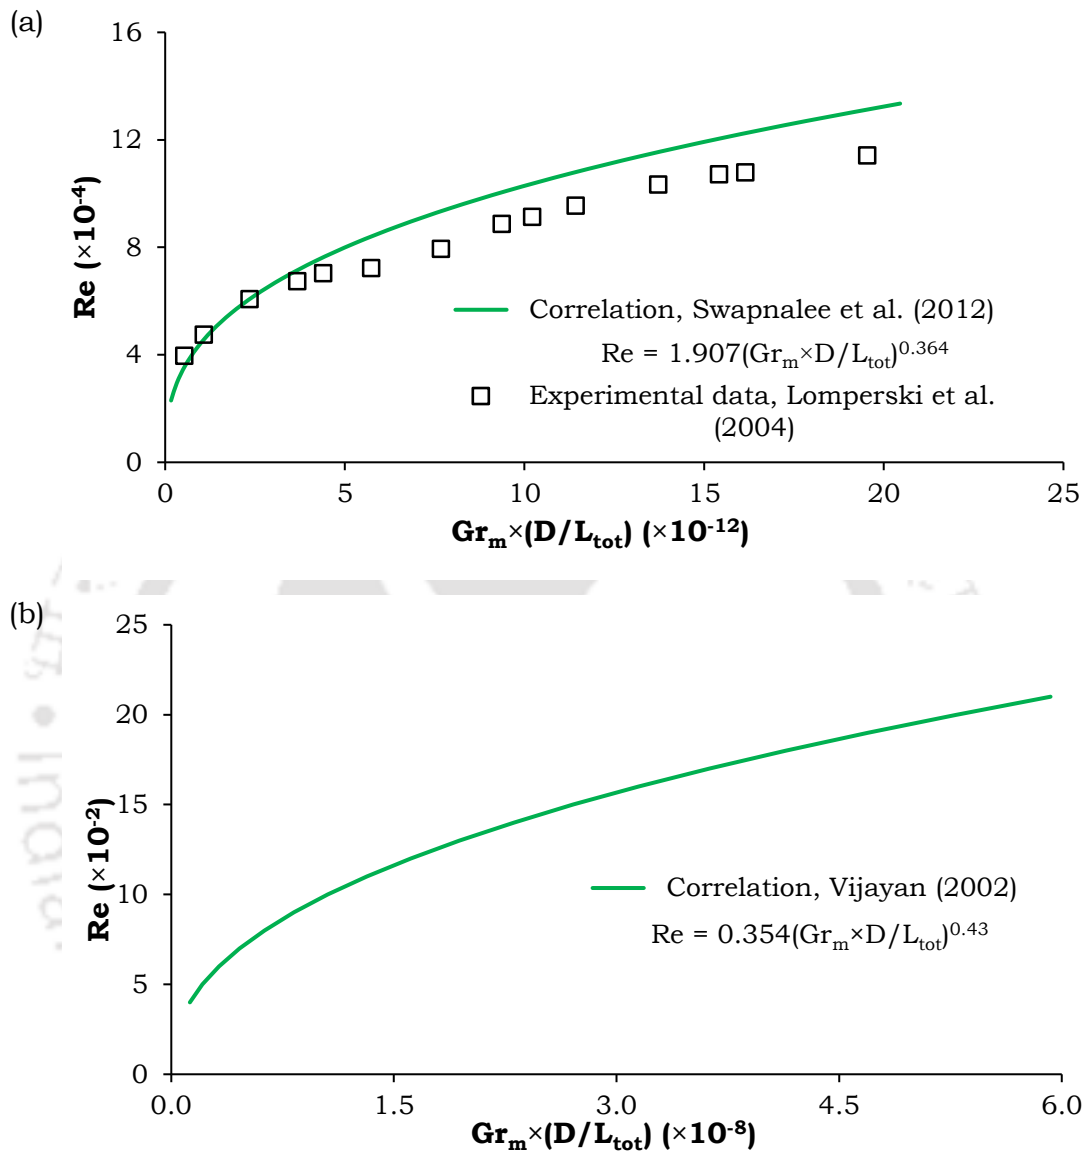 (a)
16
12
8
4
0
Re (×10⁻⁴)
Correlation, Swapnalee et al. (2012)
Re = 1.907(Grₘ×D/Lₜₒₜ)⁰·³⁶⁴
Experimental data, Lomperski et al.
(2004)
0 5 10 15 20 25
Grₘ×(D/Lₜₒₜ) (×10⁻¹²)
(b)
25
20
15
10
5
0
Re (×10⁻²)
Correlation, Vijayan (2002)
Re = 0.354(Grₘ×D/Lₜₒₜ)⁰·⁴³
0.0 1.5 3.0 4.5 6.0
Grₘ×(D/Lₜₒₜ) (×10⁻⁸)